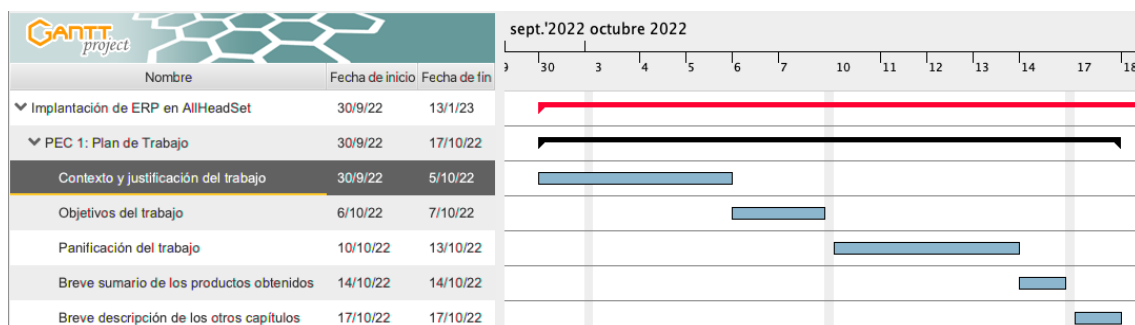 GANTT
project
sept.'2022 octubre 2022
Nombre Fecha de inicio Fecha de fin 30 3 4 5 6 7 10 11 12 13 14 17 18
Implantación de ERP en AllHeadSet 30/9/22 13/1/23
PEC 1: Plan de Trabajo 30/9/22 17/10/22
Contexto y justificación del trabajo 30/9/22 5/10/22
Objetivos del trabajo 6/10/22 7/10/22
Panificación del trabajo 10/10/22 13/10/22
Breve sumario de los productos obtenidos 14/10/22 14/10/22
Breve descripción de los otros capítulos 17/10/22 17/10/22